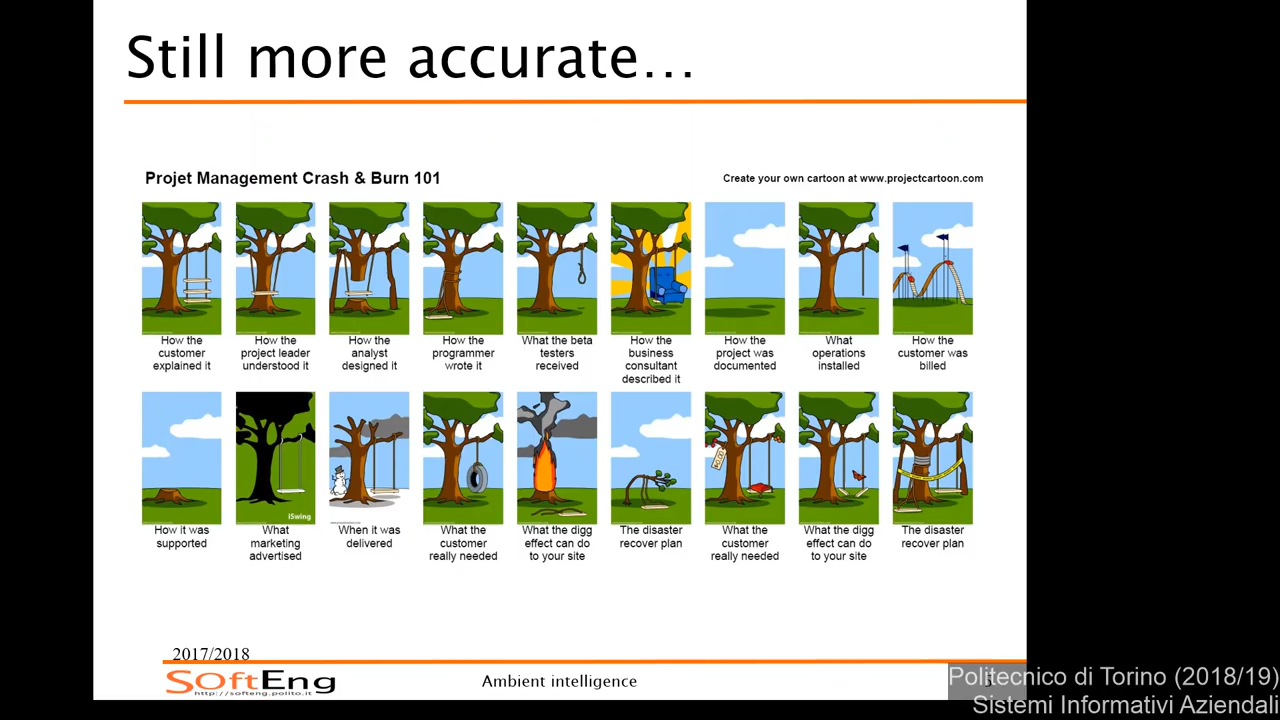 Still more accurate...
Projet Management Crash & Burn 101
Create your own cartoon at www.projectcartoon.com
How the
customer
explained it
How the
project leader
understood it
How the
analyst
designed it
How the
programmer
wrote it
What the beta
testers
received
How the
business
consultant
described it
How the
project was
documented
What
operations
installed
How the
customer was
billed
iSwing
How it was
supported
What
marketing
advertised
When it was
delivered
What the
customer
really needed
What the digg
effect can do
to your site
The disaster
recover plan
What the
customer
really needed
What the digg
effect can do
to your site
The disaster
recover plan
2017/2018
SoftEng
http://softeng.polito.it
Ambient intelligence
Politecnico di Torino (2018/19)
Sistemi Informativi Aziendali